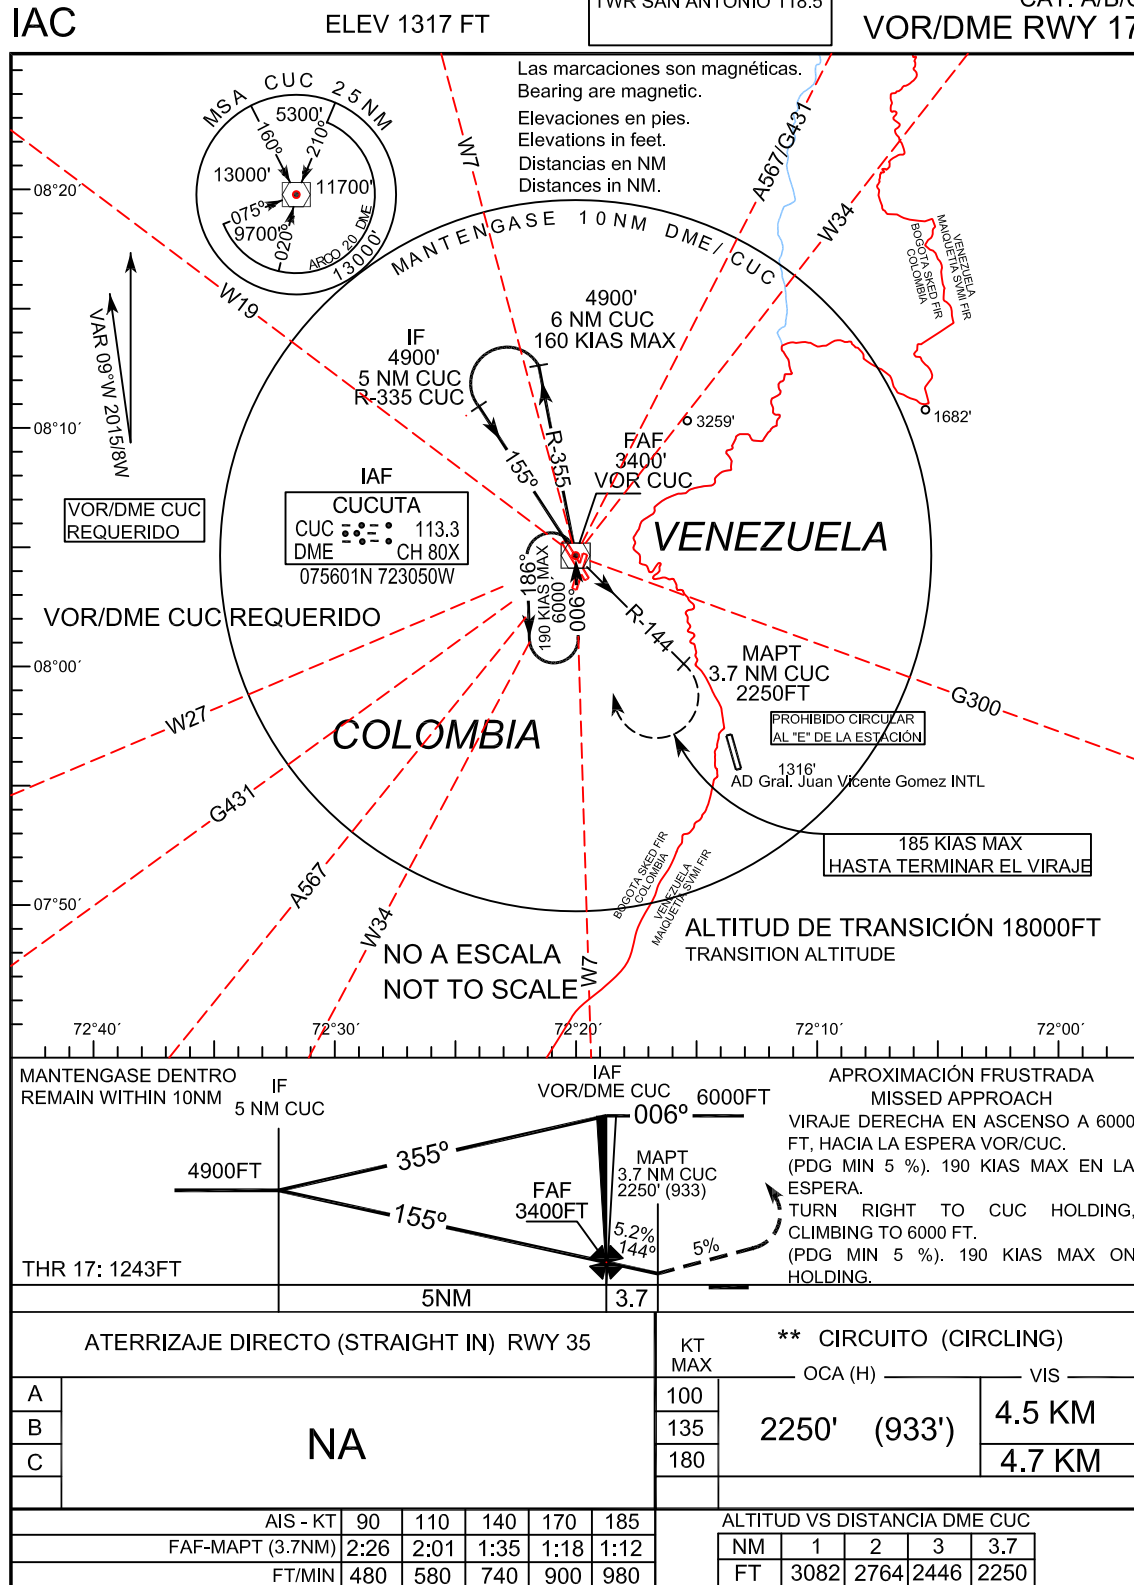 IAC
ELEV 1317 FT
TWR SAN ANTONIO 118.5
CAT. A/B/C
VOR/DME RWY 17
Las marcaciones son magnéticas.
Bearing are magnetic.
Elevaciones en pies.
Elevations in feet.
Distancias en NM
Distances in NM.
MSA CUC 25NM
5300'
160º
210º
13000'
11700'
075º
9700'
020º
ARCO 20 DME
13000'
08°20'
08°10'
08°00'
07°50'
VAR 09°W 2015/8W
W19
W7
A567/G431
W34
VENEZUELA
MAIQUETIA SVMI FIR
BOGOTA SKED FIR
COLOMBIA
MANTENGASE 10NM DME/ CUC
4900'
6 NM CUC
160 KIAS MAX
IF
4900'
5 NM CUC
R-335 CUC
R-355
155º
FAF
3400'
VOR CUC
3259'
1682'
VOR/DME CUC
REQUERIDO
IAF
CUCUTA
CUC 113.3
DME CH 80X
075601N 723050W
VENEZUELA
VOR/DME CUC REQUERIDO
186º
190 KIAS MAX
6000'
006º
R-144
MAPT
3.7 NM CUC
2250FT
G300
PROHIBIDO CIRCULAR
AL "E" DE LA ESTACIÓN
1316'
AD Gral. Juan Vicente Gomez INTL
COLOMBIA
W27
G431
A567
W34
W7
185 KIAS MAX
HASTA TERMINAR EL VIRAJE
BOGOTA SKED FIR
COLOMBIA
VENEZUELA
MAIQUETIA SVMI FIR
ALTITUD DE TRANSICIÓN 18000FT
TRANSITION ALTITUDE
NO A ESCALA
NOT TO SCALE
72°40' 72°30' 72°20' 72°10' 72°00'
MANTENGASE DENTRO
REMAIN WITHIN 10NM
IF
5 NM CUC
IAF
VOR/DME CUC
006º
6000FT
4900FT
355º
155º
FAF
3400FT
MAPT
3.7 NM CUC
2250' (933)
5.2%
144º
5%
THR 17: 1243FT
5NM
3.7
APROXIMACIÓN FRUSTRADA
MISSED APPROACH
VIRAJE DERECHA EN ASCENSO A 6000
FT, HACIA LA ESPERA VOR/CUC.
(PDG MIN 5 %). 190 KIAS MAX EN LA
ESPERA.
TURN RIGHT TO CUC HOLDING,
CLIMBING TO 6000 FT.
(PDG MIN 5 %). 190 KIAS MAX ON
HOLDING.
ATERRIZAJE DIRECTO (STRAIGHT IN) RWY 35
A
B
C
NA
KT
MAX
** CIRCUITO (CIRCLING)
OCA (H) VIS
100
135
180
2250' (933')
4.5 KM
4.7 KM
AIS - KT 90 110 140 170 185
FAF-MAPT (3.7NM) 2:26 2:01 1:35 1:18 1:12
FT/MIN 480 580 740 900 980
ALTITUD VS DISTANCIA DME CUC
NM 1 2 3 3.7
FT 3082 2764 2446 2250